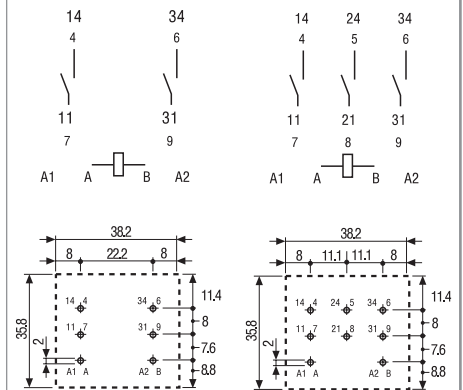 14 34
4 6
11 31
7 9
A1 A B A2
14 24 34
4 5 6
11 21 31
7 8 9
A1 A B A2
38.2
8 22.2 8
35.8
2
14 4 34 6
11 7 31 9
A1 A A2 B
11.4
8
7.6
8.8
38.2
8 11.1 11.1 8
35.8
2
14 4 24 5 34 6
11 7 21 8 31 9
A1 A A2 B
11.4
8
7.6
8.8